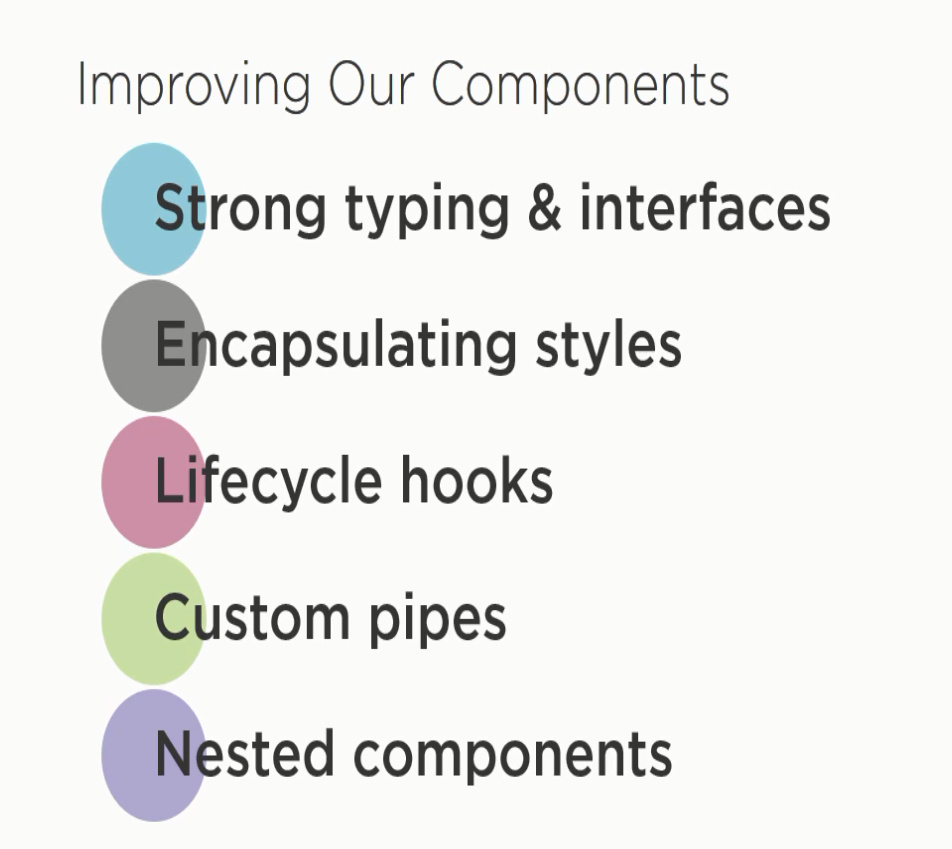 Improving Our Components
Strong typing & interfaces
Encapsulating styles
Lifecycle hooks
Custom pipes
Nested components